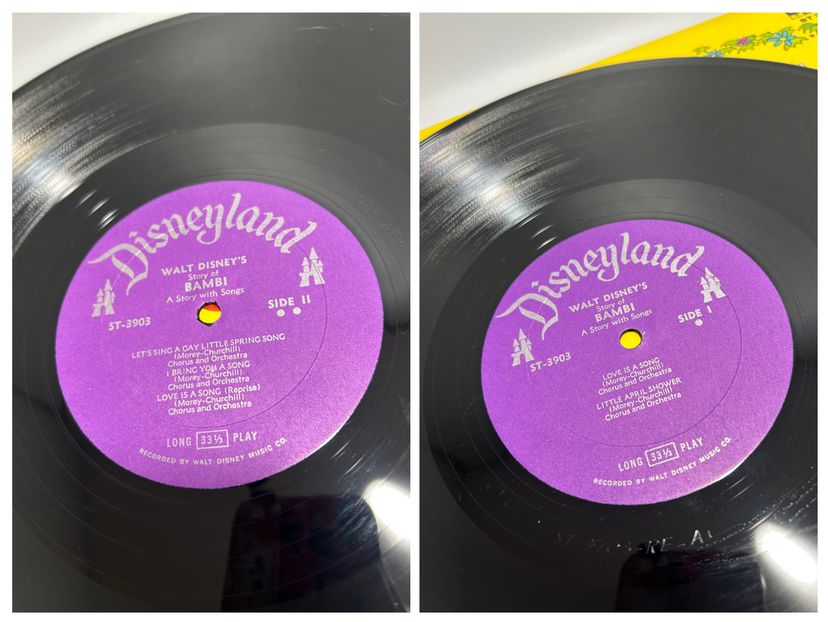 Disneyland
WALT DISNEY'S
Story of
BAMBI
A Story with Songs
ST-3903
SIDE II
LET'S SING A GAY LITTLE SPRING SONG
(Morey-Churchill)
Chorus and Orchestra
I BRING YOU A SONG
(Morey-Churchill)
Chorus and Orchestra
LOVE IS A SONG (Reprise)
(Morey-Churchill)
Chorus and Orchestra
LONG 33⅓ PLAY
RECORDED BY WALT DISNEY MUSIC CO.
Disneyland
WALT DISNEY'S
Story of
BAMBI
A Story with Songs
ST-3903
SIDE I
LOVE IS A SONG
(Morey-Churchill)
Chorus and Orchestra
LITTLE APRIL SHOWER
(Morey-Churchill)
Chorus and Orchestra
LONG 33⅓ PLAY
RECORDED BY WALT DISNEY MUSIC CO.